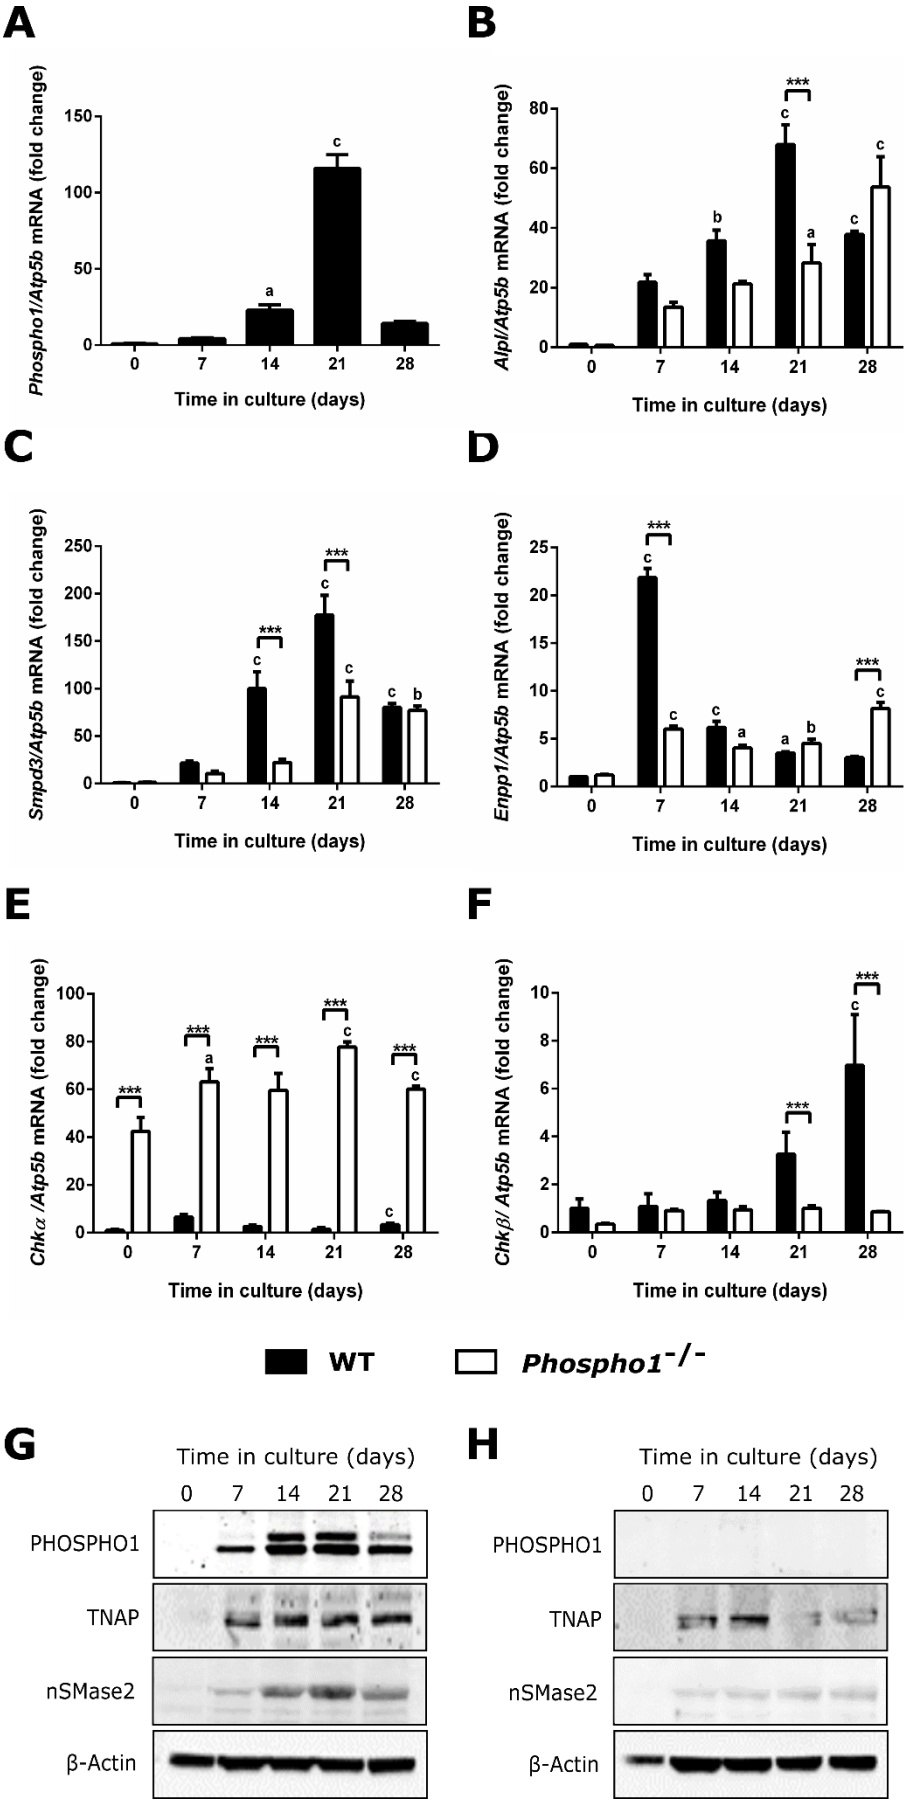 A
Phospho1/Atp5b mRNA (fold change)
150
100
50
0
a
c
0 7 14 21 28
Time in culture (days)
B
Alpl/Atp5b mRNA (fold change)
80
60
40
20
0
b
***
c
a
c
c
0 7 14 21 28
Time in culture (days)
C
Smpd3/Atp5b mRNA (fold change)
250
200
150
100
50
0
***
c
***
c
c
c
b
0 7 14 21 28
Time in culture (days)
D
Enpp1/Atp5b mRNA (fold change)
25
20
15
10
5
0
***
c
c
c
a
a
b
***
c
0 7 14 21 28
Time in culture (days)
E
Chkα /Atp5b mRNA (fold change)
100
80
60
40
20
0
***
***
a
***
***
c
***
c
c
0 7 14 21 28
Time in culture (days)
F
Chkβ/ Atp5b mRNA (fold change)
10
8
6
4
2
0
***
***
c
0 7 14 21 28
Time in culture (days)
WT
Phospho1-/-
G
Time in culture (days)
0 7 14 21 28
PHOSPHO1
TNAP
nSMase2
β-Actin
H
Time in culture (days)
0 7 14 21 28
PHOSPHO1
TNAP
nSMase2
β-Actin